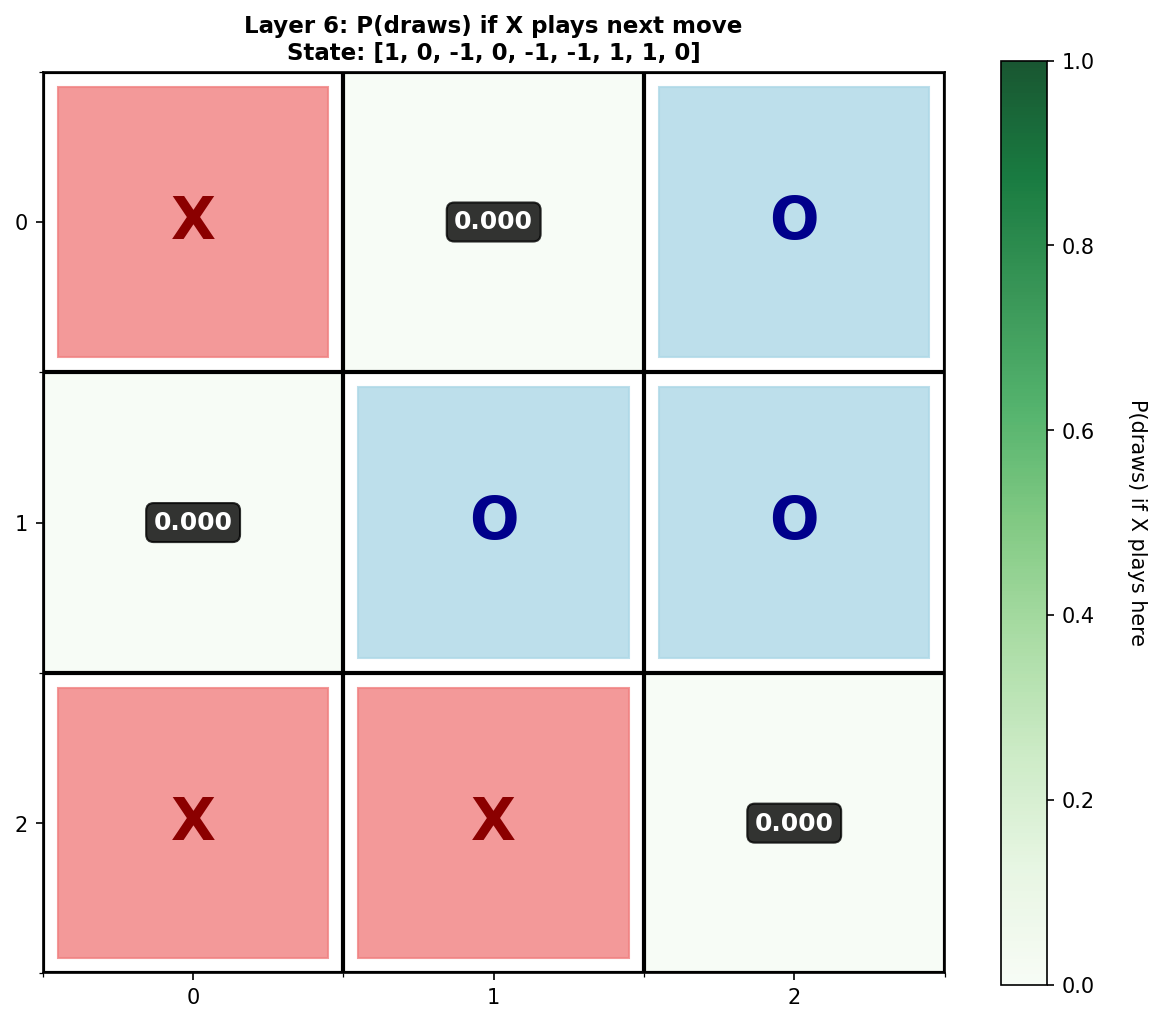 Layer 6: P(draws) if X plays next move
State: [1, 0, -1, 0, -1, -1, 1, 1, 0]
X
0.000
O
0
0.000
O
O
1
X
X
0.000
2
0
1
2
1.0
0.8
0.6
0.4
0.2
0.0
P(draws) if X plays here